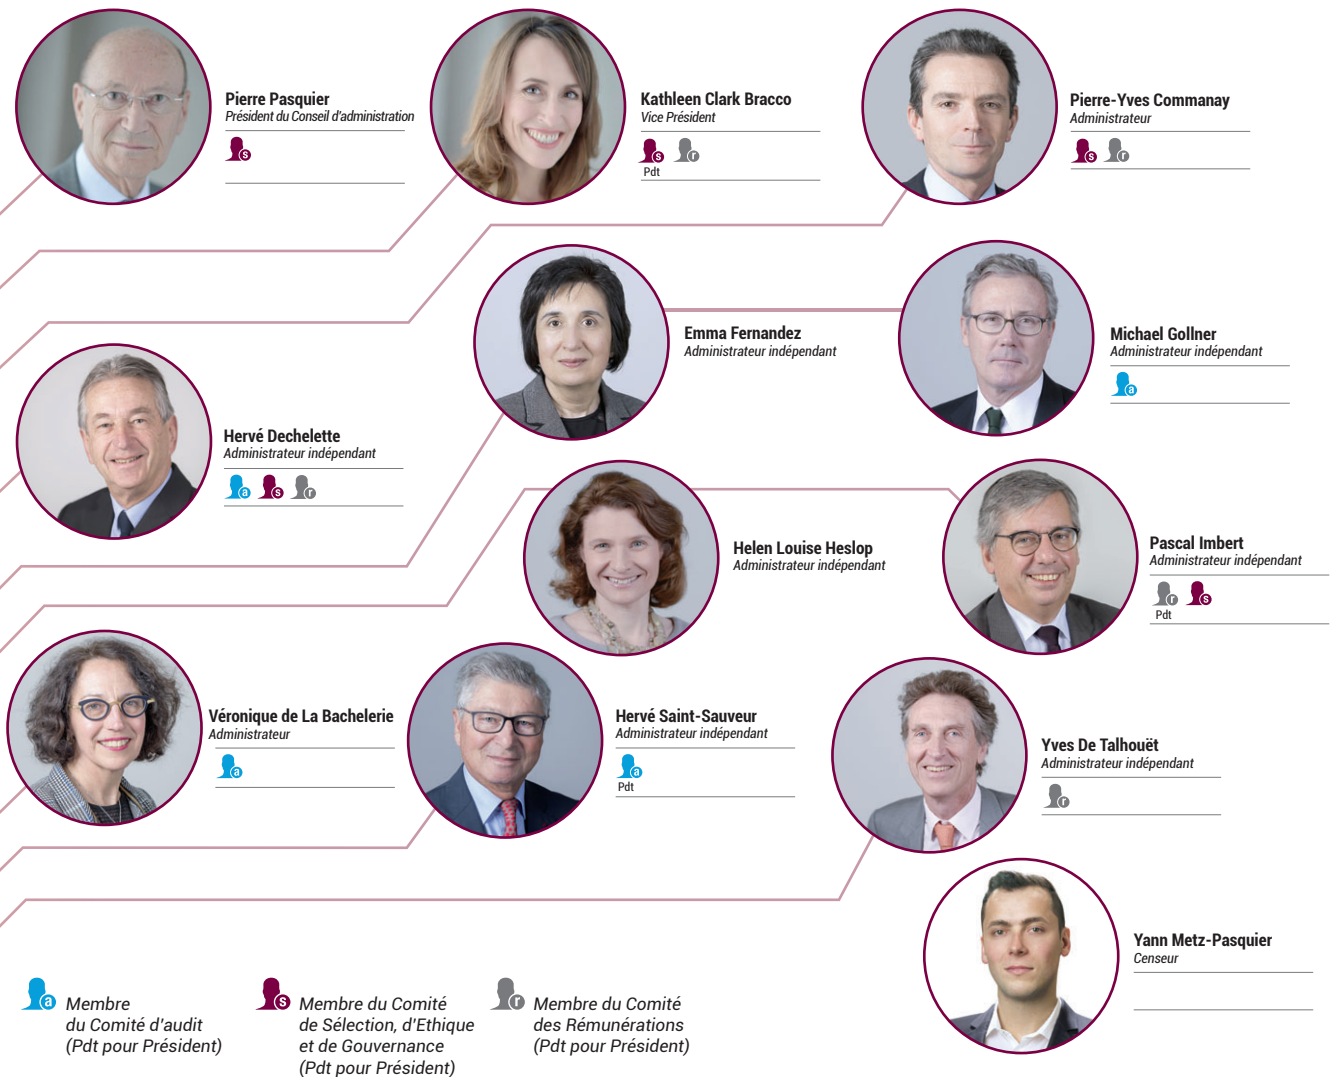 Pierre Pasquier
Président du Conseil d'administration
s
Kathleen Clark Bracco
Vice Président
s r
Pdt
Pierre-Yves Commanay
Administrateur
s r
Emma Fernandez
Administrateur indépendant
Michael Gollner
Administrateur indépendant
a
Hervé Dechelette
Administrateur indépendant
a s r
Helen Louise Heslop
Administrateur indépendant
Pascal Imbert
Administrateur indépendant
r s
Pdt
Véronique de La Bachelerie
Administrateur
a
Hervé Saint-Sauveur
Administrateur indépendant
a
Pdt
Yves De Talhouët
Administrateur indépendant
r
Yann Metz-Pasquier
Censeur
a
Membre
du Comité d'audit
(Pdt pour Président)
s
Membre du Comité
de Sélection, d'Ethique
et de Gouvernance
(Pdt pour Président)
r
Membre du Comité
des Rémunérations
(Pdt pour Président)